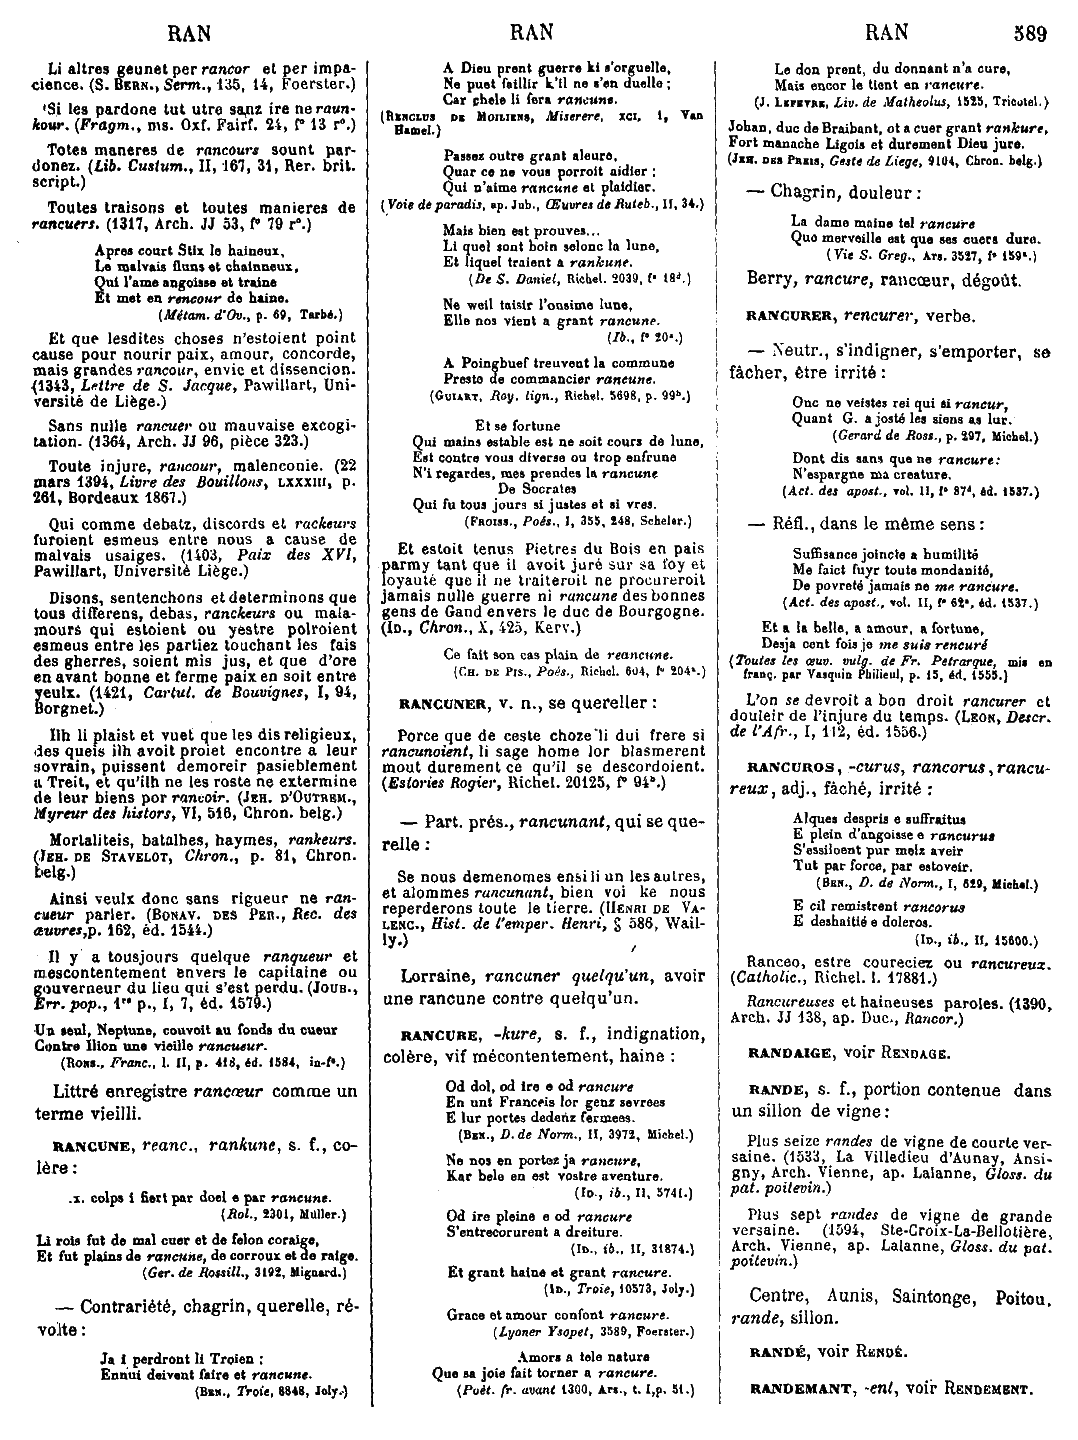 RAN
RAN
RAN
589
Li altres geunet per rancor et per impa-
cience. (S. BERN., Serm., 135, 14, Foerster.)
'Si les pardone tut utre sanz ire ne raun-
kour. (Fragm., ms. Oxf. Fairf. 24, f° 13 r°.)
Totes maneres de rancours sount par-
donez. (Lib. Custum., II, 167, 31, Rer. brit.
script.)
Toutes traisons et toutes manieres de
rancuers. (1317, Arch. JJ 53, f° 79 r°.)
Apres court Stix le haineux,
Le malvais fluns et chainneux,
Qui l'ame angoisse et traine
Et met en rencour de haine.
(Métam. d'Ov., p. 69, Tarbé.)
Et que lesdites choses n'estoient point
cause pour nourir paix, amour, concorde,
mais grandes rancour, envie et dissencion.
(1343, Lettre de S. Jacque, Pawillart, Uni-
versité de Liège.)
Sans nulle rancuer ou mauvaise excogi-
tation. (1364, Arch. JJ 96, pièce 323.)
Toute injure, rancour, malenconie. (22
mars 1394, Livre des Bouillons, LXXXIII, p.
261, Bordeaux 1867.)
Qui comme debatz, discords et rackeurs
furoient esmeus entre nous a cause de
malvais usaiges. (1403, Paix des XVI,
Pawillart, Université Liège.)
Disons, sentenchons et determinons que
tous differens, debas, ranckeurs ou mala-
mours qui estoient ou yestre polroient
esmeus entre les partiez touchant les fais
des gherres, soient mis jus, et que d'ore
en avant bonne et ferme paix en soit entre
yeulx. (1421, Cartul. de Bouvignes, I, 94,
Borgnet.)
Ilh li plaist et vuet que les dis religieux,
des queis ilh avoit proiet encontre a leur
sovrain, puissent demoreir pasieblement
a Treit, et qu'ilh ne les roste ne extermine
de leur biens por rancoir. (JEH. D'OUTREM.,
Myreur des histors, VI, 516, Chron. belg.)
Mortaliteis, batalhes, haymes, rankeurs.
(JEH. DE STAVELOT, Chron., p. 81, Chron.
belg.)
Ainsi veulx donc sans rigueur ne ran-
cueur parler. (BONAV. DES PER., Rec. des
œuvres, p. 162, éd. 1544.)
Il y a tousjours quelque ranqueur et
mescontentement envers le capitaine ou
gouverneur du lieu qui s'est perdu. (JOUB.,
Err. pop., 1re p., I, 7, éd. 1579.)
Un seul, Neptune, couvoit au fonds du cueur
Contre Ilion une vieille rancueur.
(RONS., Franc., l. II, p. 418, éd. 1584, in-f°.)
Littré enregistre rancœur comme un
terme vieilli.
RANCUNE, reanc., rankune, s. f., co-
lère :
.x. colps i fiert par doel e par rancune.
(Rol., 2301, Muller.)
Li rois fut de mal cuer et de felon coraige,
Et fut plains de rancune, de corroux et de raige.
(Ger. de Rossill., 3192, Mignard.)
— Contrariété, chagrin, querelle, ré-
volte :
Ja i perdront li Troien ;
Ennui deivent faire et rancune.
(BEN., Troie, 8848, Joly.)
A Dieu prent guerre ki s'orguelle,
Ne puet faillir k'il ne s'en duelle ;
Car chele li fera rancune.
(RENCLUS DE MOILIENS, Miserere, XCI, 1, Van
Hamel.)
Passez outre grant aleure,
Quar ce ne vous porroit aidier ;
Qui n'aime rancune et plaidier.
(Voie de paradis, ap. Jub., Œuvres de Ruteb., II, 34.)
Mais bien est prouves...
Li quel sont boin selonc la lune,
Et liquel traient a rankune.
(De S. Daniel, Richel. 2039, f° 18d.)
Ne weil taisir l'onsime lune,
Elle nos vient a grant rancune.
(Ib., f° 20a.)
A Poingbuef treuvent la commune
Preste de commancier rancune.
(GUIART, Roy. lign., Richel. 5698, p. 99b.)
Et se fortune
Qui mains estable est ne soit cours de lune,
Est contre vous diverse ou trop enfrune
N'i regardes, mes prendes la rancune
De Socrates
Qui fu tous jours si justes et si vres.
(FROISS., Poés., I, 355, 248, Scheler.)
Et estoit tenus Pietres du Bois en pais
parmy tant que il avoit juré sur sa foy et
loyauté que il ne traiteroit ne procureroit
jamais nulle guerre ni rancune des bonnes
gens de Gand envers le duc de Bourgogne.
(ID., Chron., X, 425, Kerv.)
Ce fait son cas plain de reancune.
(CH. DE PIS., Poés., Richel. 604, f° 204a.)
RANCUNER, v. n., se quereller :
Porce que de ceste choze li dui frere si
rancunoient, li sage home lor blasmerent
mout durement ce qu'il se descordoient.
(Estories Rogier, Richel. 20125, f° 94b.)
— Part. prés., rancunant, qui se que-
relle :
Se nous demenomes ensi li un les autres,
et alommes rancunant, bien voi ke nous
reperderons toute le tierre. (HENRI DE VA-
LENC., Hist. de l'emper. Henri, § 586, Wail-
ly.)
Lorraine, rancuner quelqu'un, avoir
une rancune contre quelqu'un.
RANCURE, -kure, s. f., indignation,
colère, vif mécontentement, haine :
Od dol, od ire e od rancure
En unt Franceis lor genz sevrees
E lur portes dedenz fermees.
(BEN., D. de Norm., II, 3972, Michel.)
Ne nos en portez ja rancure,
Kar bele en est vostre aventure.
(ID., ib., II, 5741.)
Od ire pleine e od rancure
S'entrecorurent a dreiture.
(ID., ib., II, 31874.)
Et grant haine et grant rancure.
(ID., Troie, 10573, Joly.)
Grace et amour confont rancure.
(Lyoner Ysopet, 3589, Foerster.)
Amors a tele nature
Que sa joie fait torner a rancure.
(Poét. fr. avant 1300, Ars., t. I, p. 51.)
Le don prent, du donnant n'a cure,
Mais encor le tient en rancure.
(J. LEFEVRE, Liv. de Matheolus, 1525, Tricotel.)
Johan, duc de Braibant, ot a cuer grant rankure,
Fort manache Ligois et durement Dieu jure.
(JEH. DES PREIS, Geste de Liege, 9104, Chron. belg.)
— Chagrin, douleur :
La dame maine tel rancure
Que merveille est que ses cuers dure.
(Vie S. Greg., Ars. 3527, f° 159a.)
Berry, rancure, rancœur, dégoût.
RANCURER, rencurer, verbe.
— Neutr., s'indigner, s'emporter, se
fâcher, être irrité :
Onc ne veistes rei qui si rancur,
Quant G. a josté les siens as lur.
(Gerard de Ross., p. 297, Michel.)
Dont dis sans que ne rancure:
N'espargne ma creature.
(Act. des apost., vol. II, f° 87d, éd. 1537.)
— Réfl., dans le même sens :
Suffisance joincte a humilité
Me faict fuyr toute mondanité,
De povreté jamais ne me rancure.
(Act. des apost., vol. II, f° 62a, éd. 1537.)
Et a la belle, a amour, a fortune,
Desja cent fois je me suis rencuré
(Toutes les œuv. vulg. de Fr. Petrarque, mis en
franç. par Vasquin Philieul, p. 15, éd. 1555.)
L'on se devroit a bon droit rancurer et
douleir de l'injure du temps. (LEON, Descr.
de l'Afr., I, 112, éd. 1556.)
RANCUROS, -curus, rancorus, rancu-
reux, adj., fâché, irrité :
Alques despris e suffraitus
E plein d'angoisse e rancurus
S'essiloent pur melz aveir
Tut par force, par estoveir.
(BEN., D. de Norm., I, 629, Michel.)
E cil remistrent rancorus
E deshaitié e doleros.
(ID., ib., II, 15600.)
Ranceo, estre coureciez ou rancureux.
(Catholic., Richel. l. 17881.)
Rancureuses et haineuses paroles. (1390,
Arch. JJ 138, ap. Duc., Rancor.)
RANDAIGE, voir RENDAGE.
RANDE, s. f., portion contenue dans
un sillon de vigne :
Plus seize randes de vigne de courte ver-
saine. (1533, La Villedieu d'Aunay, Ansi-
gny, Arch. Vienne, ap. Lalanne, Gloss. du
pat. poitevin.)
Plus sept randes de vigne de grande
versaine. (1594, Ste-Croix-La-Bellotière,
Arch. Vienne, ap. Lalanne, Gloss. du pat.
poitevin.)
Centre, Aunis, Saintonge, Poitou,
rande, sillon.
RANDÉ, voir RENDÉ.
RANDEMANT, -ent, voir RENDEMENT.